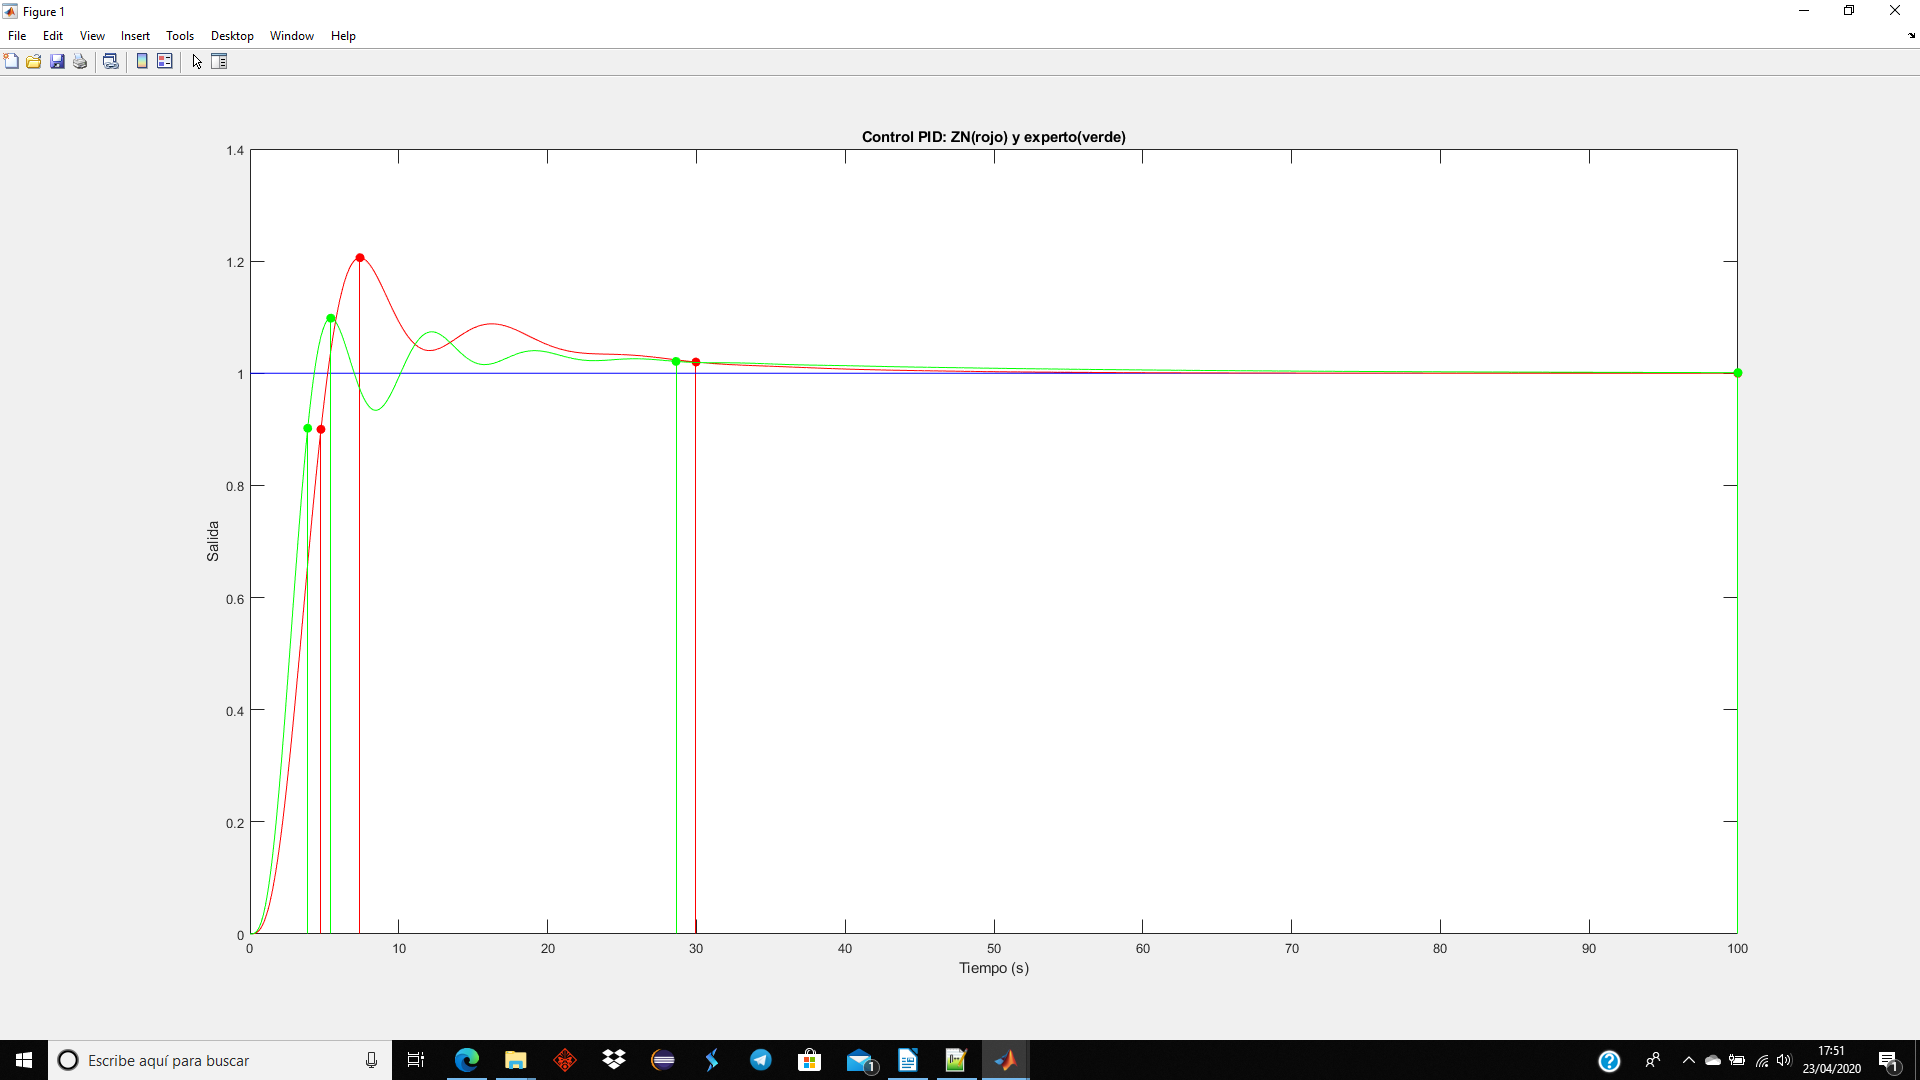 Figure 1
File Edit View Insert Tools Desktop Window Help
Control PID: ZN(rojo) y experto(verde)
1.4
1.2
1
0.8
0.6
0.4
0.2
0
Salida
0 10 20 30 40 50 60 70 80 90 100
Tiempo (s)
Escribe aquí para buscar
1
17:51
23/04/2020
1